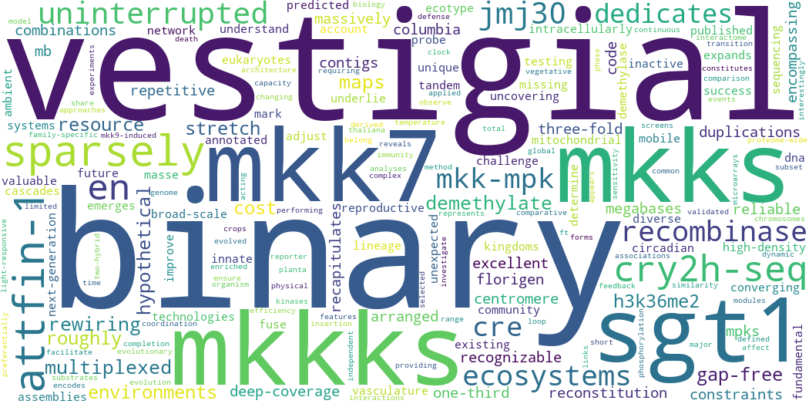 uninterrupted
combinations
mb
network
predicted
understand
ecotype
massively
account
columbia
jmj30
intracellularly
dedicates
biology
model
death
defense
clock
vestigial
published
interactome
transition
continuous
encompassing
ambient
experiments
eukaryotes
architecture
requiring
contigs
maps
underlie
probe
vegetative
unique
tandem
uncovering
testing
missing
applied
observe
phase
constitutes
comparison
events
code
demethylase
inactive
expands
success
sequencing
interestingly
repetitive
capacity
changing
systems
share
approaches
resource
mark
stretch
family-specific
mkk9-induced
annotated
adjust
derived
thaliana
belong
temperature
total
three-fold
mitochondrial
mobile
duplications
dna
subset
proteome-wide
sparsely
masse
mkk7
reveals
analyses
complex
immunity
method
mkk-mpk
challenge
mkks
determine
appears
global
screens
common
sensitivity
microarrays
valuable
cascades
future
genome
en
emerges
cost
acting
performing
reproductive
demethylate
represents
comparative
megabases
diverse
reliable
chromosomes
light-responsive
attfin-1
limited
next-generation
time
two-hybrid
hypothetical
broad-scale
improve
innate
enriched
ensure
organism
crops
evolved
reporter
planta
physical
kinases
recapitulates
lineage
unexpected
kingdoms
validated
ft
forms
evolutionary
recombinase
circadian
high-density
associations
dynamic
binary
selected
investigate
excellent
florigen
centromere
community
cry2h-seq
feedback
similarity
modules
converging
rewiring
roughly
technologies
coordination
efficiency
insertion
features
fuse
arranged
range
independent
cre
existing
recognizable
h3k36me2
links
short
phosphorylation
defined
major
affect
mpks
sgt1
fundamental
preferentially
multiplexed
completion
facilitate
evolution
substrates
encodes
mkkks
loop
providing
vasculature
interactions
ecosystems
gap-free
assemblies
environments
deep-coverage
one-third
reconstitution
constraints